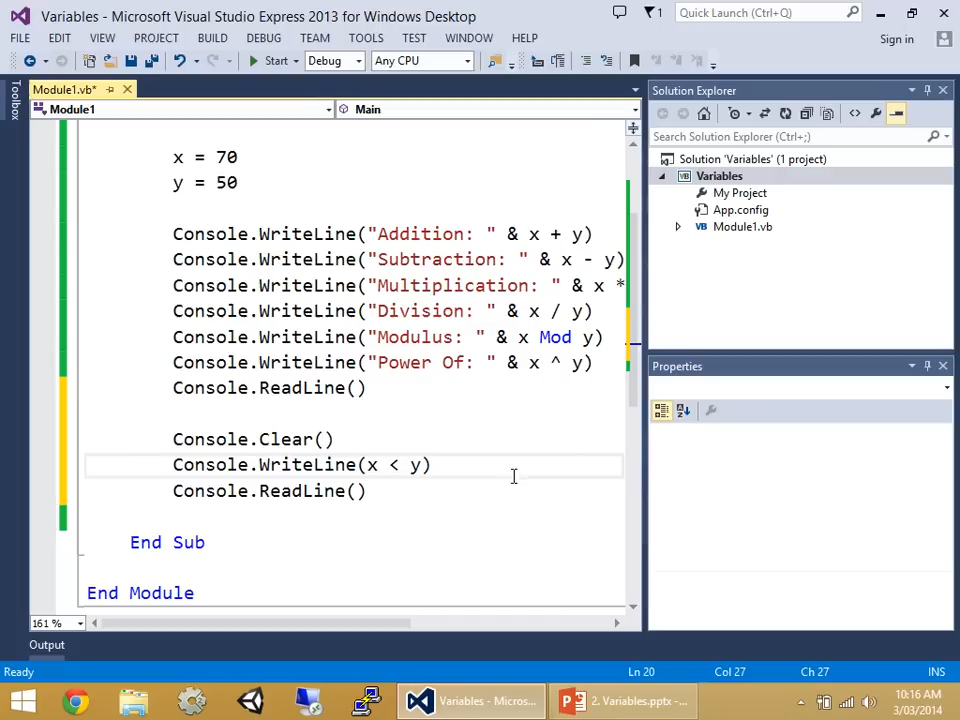 Variables - Microsoft Visual Studio Express 2013 for Windows Desktop
1
Quick Launch (Ctrl+Q)
FILE EDIT VIEW PROJECT BUILD DEBUG TEAM TOOLS TEST WINDOW HELP
Sign in
Start Debug Any CPU
Toolbox
Module1.vb*
Module1 Main
x = 70
y = 50
Console.WriteLine("Addition: " & x + y)
Console.WriteLine("Subtraction: " & x - y)
Console.WriteLine("Multiplication: " & x *
Console.WriteLine("Division: " & x / y)
Console.WriteLine("Modulus: " & x Mod y)
Console.WriteLine("Power Of: " & x ^ y)
Console.ReadLine()
Console.Clear()
Console.WriteLine(x < y)
Console.ReadLine()
End Sub
End Module
161 %
Output
Solution Explorer
Search Solution Explorer (Ctrl+;)
Solution 'Variables' (1 project)
VB Variables
My Project
App.config
VB Module1.vb
Properties
Ready Ln 20 Col 27 Ch 27 INS
Variables - Micros...
2. Variables.pptx - ...
10:16 AM
3/03/2014